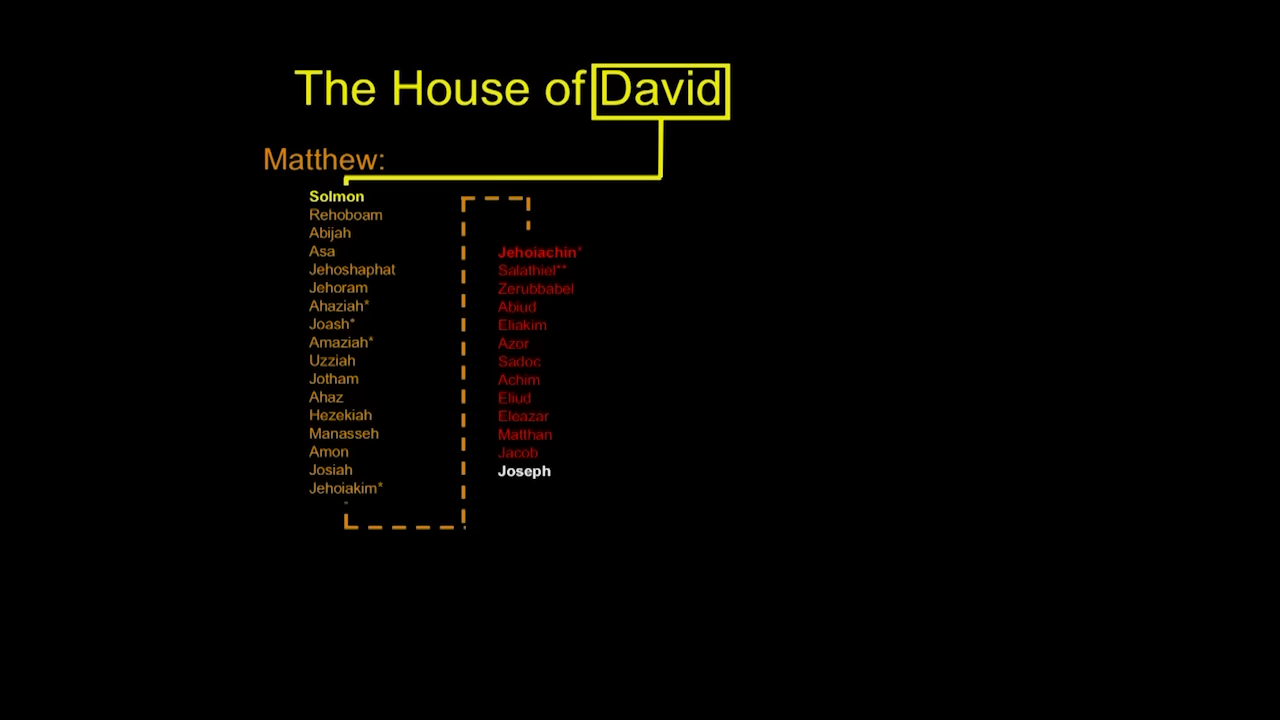 The House of David
Matthew:
Solmon
Rehoboam
Abijah
Asa
Jehoshaphat
Jehoram
Ahaziah*
Joash*
Amaziah*
Uzziah
Jotham
Ahaz
Hezekiah
Manasseh
Amon
Josiah
Jehoiakim*
Jehoiachin*
Salathiel**
Zerubbabel
Abiud
Eliakim
Azor
Sadoc
Achim
Eliud
Eleazar
Matthan
Jacob
Joseph